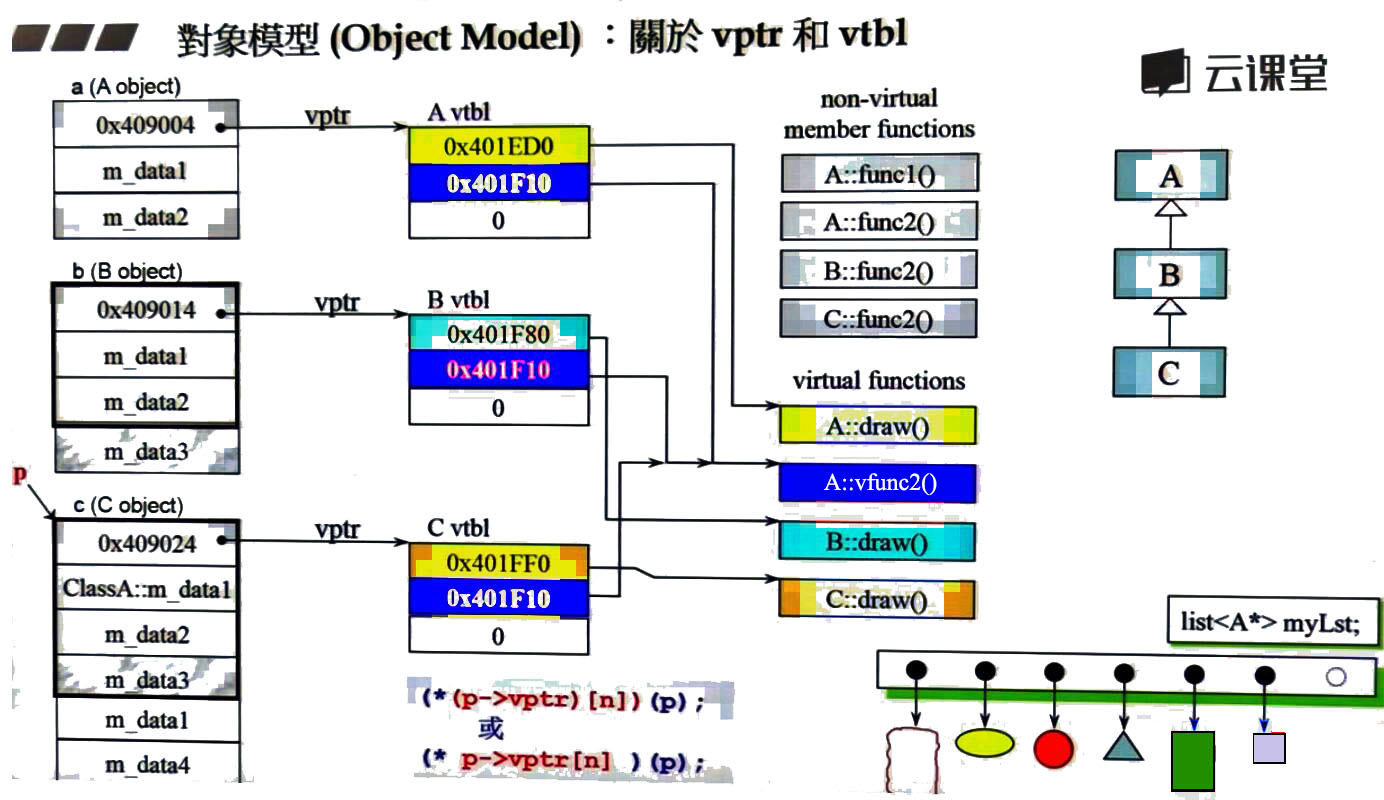 對象模型 (Object Model) ：關於 vptr 和 vtbl
云课堂
a (A object)
0x409004
m_data1
m_data2
vptr
A vtbl
0x401ED0
0x401F10
0
b (B object)
0x409014
m_data1
m_data2
m_data3
vptr
B vtbl
0x401F80
0x401F10
0
p
c (C object)
0x409024
ClassA::m_data1
m_data2
m_data3
m_data1
m_data4
vptr
C vtbl
0x401FF0
0x401F10
0
(*(p->vptr)[n])(p);
或
(* p->vptr[n] )(p);
non-virtual
member functions
A::func1()
A::func2()
B::func2()
C::func2()
virtual functions
A::draw()
A::vfunc2()
B::draw()
C::draw()
A
B
C
list<A*> myLst;